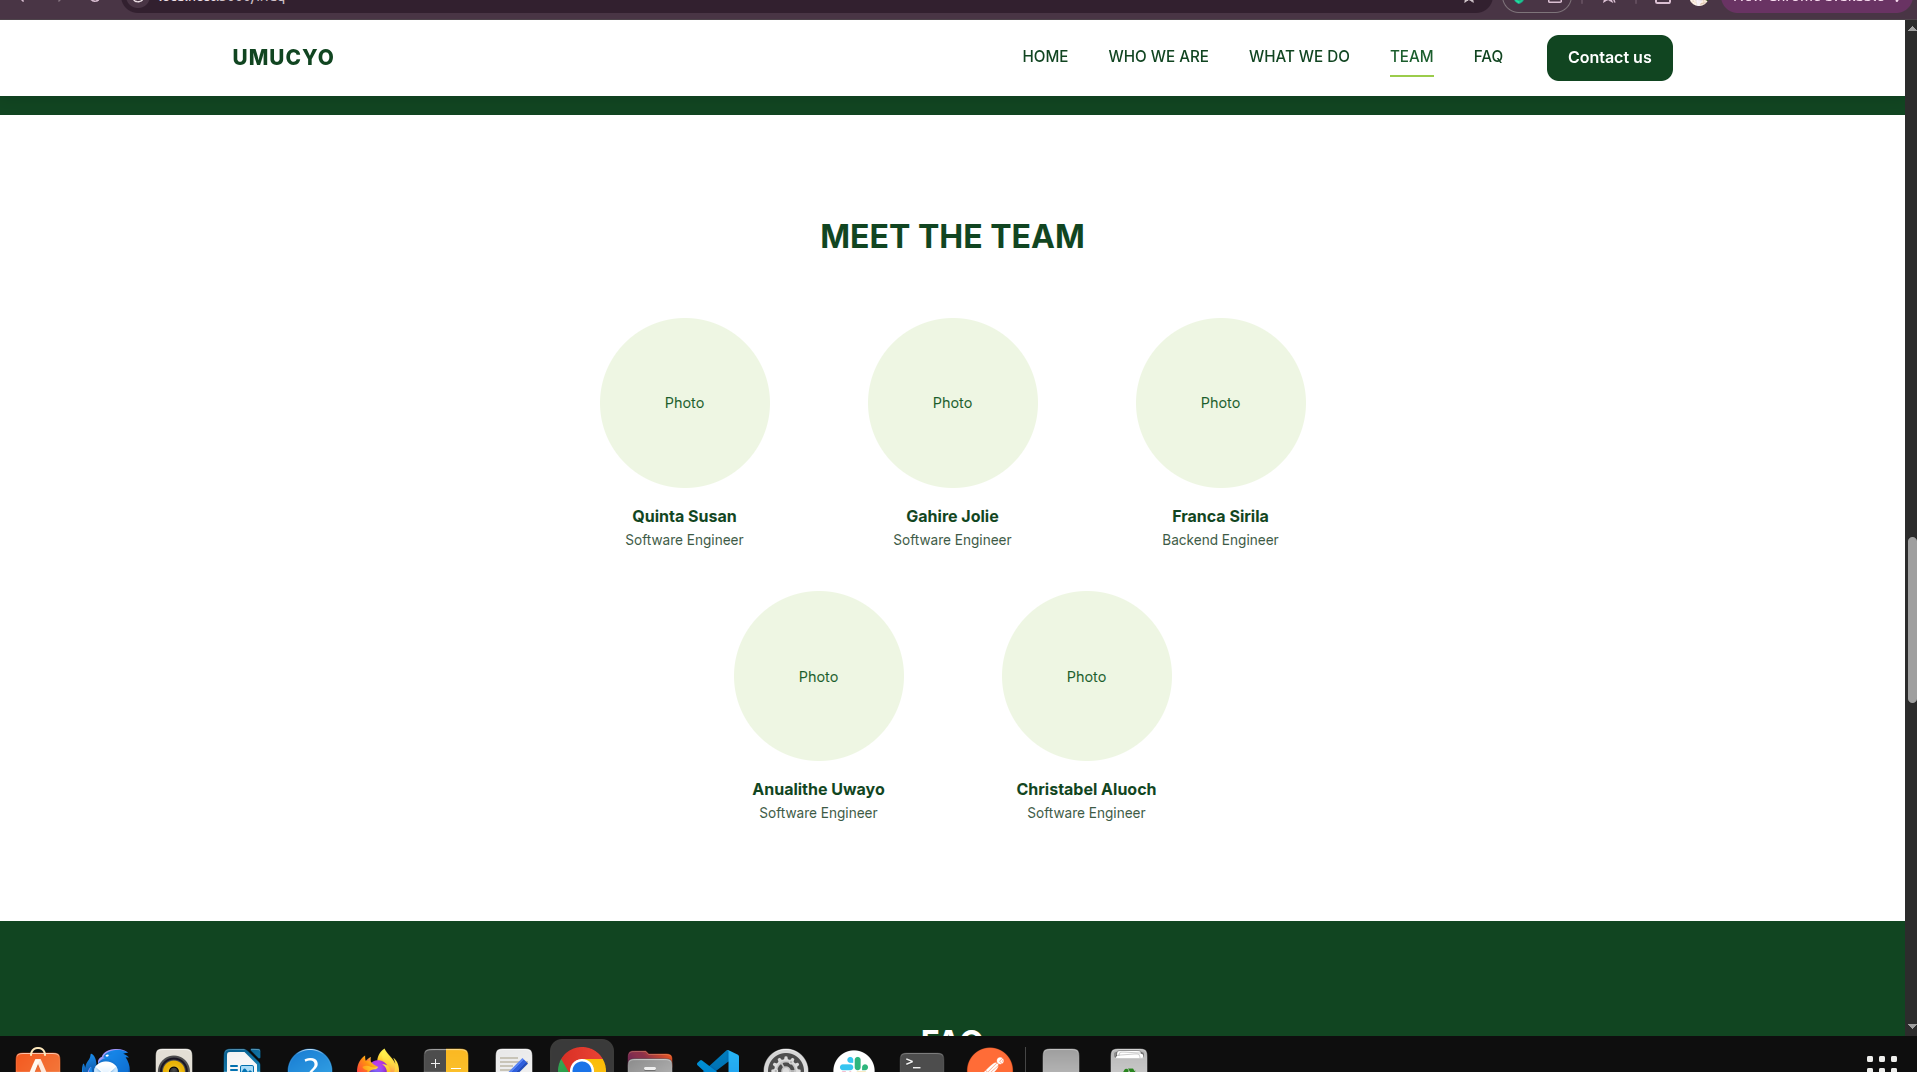 UMUCYO
HOME WHO WE ARE WHAT WE DO TEAM FAQ Contact us
MEET THE TEAM
Photo Photo Photo
Quinta Susan Gahire Jolie Franca Sirila
Software Engineer Software Engineer Backend Engineer
Photo Photo
Anualithe Uwayo Christabel Aluoch
Software Engineer Software Engineer
FAQ